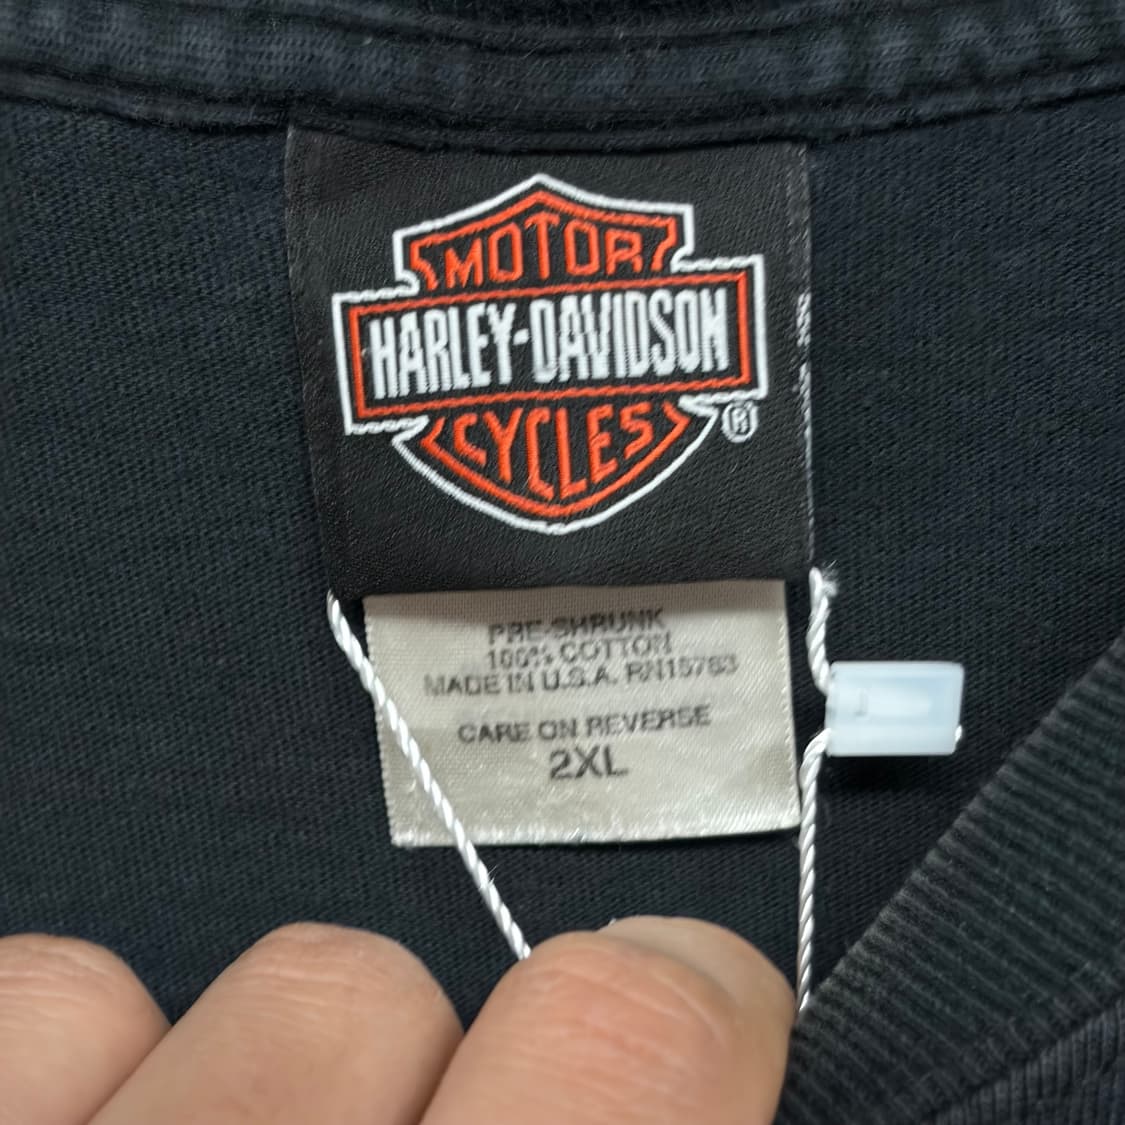 MOTOR
HARLEY-DAVIDSON
CYCLES
®
PRE-SHRUNK
100% COTTON
MADE IN U.S.A. RN15763
CARE ON REVERSE
2XL